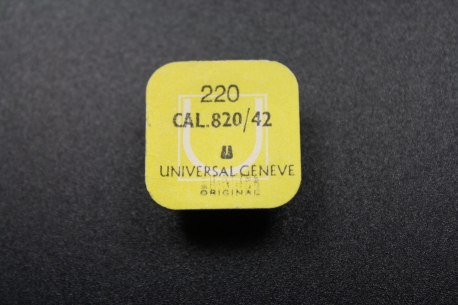 220
CAL.820/42
UNIVERSAL GENEVE
ORIGINAL